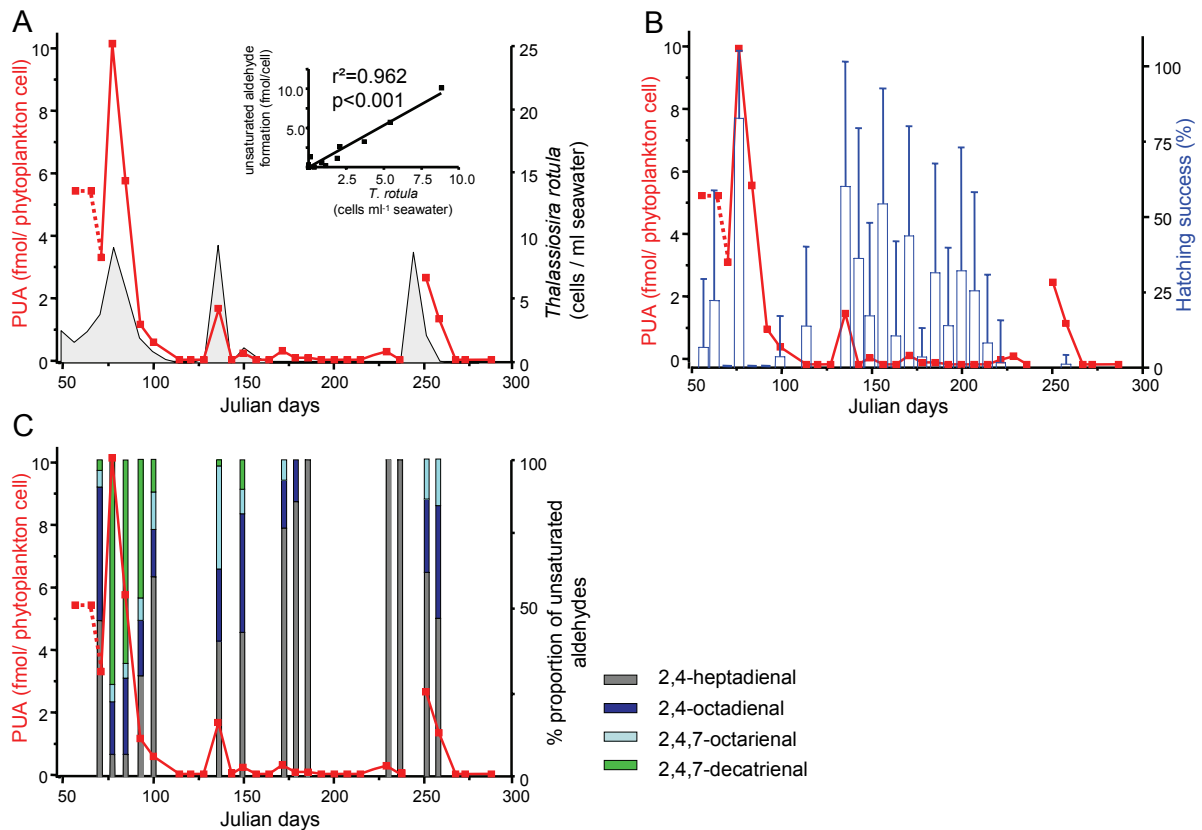 A
PUA (fmol/ phytoplankton cell)
10
8
6
4
2
0
50
100
150
200
250
300
Julian days
25
20
15
10
5
0
Thalassiosira rotula
(cells / ml seawater)
unsaturated aldehyde
formation (fmol/cell)
10.0
5.0
r²=0.962
p<0.001
2.5
5.0
7.5
10.0
T. rotula
(cells ml-1 seawater)
B
PUA (fmol/ phytoplankton cell)
10
8
6
4
2
0
50
100
150
200
250
300
Julian days
100
75
50
25
0
Hatching success (%)
C
PUA (fmol/ phytoplankton cell)
10
8
6
4
2
0
50
100
150
200
250
300
Julian days
100
50
0
% proportion of unsaturated
aldehydes
2,4-heptadienal
2,4-octadienal
2,4,7-octarienal
2,4,7-decatrienal